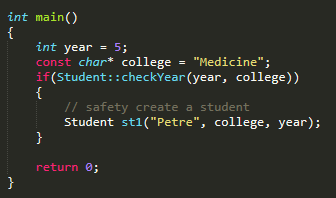 int main()
{
int year = 5;
const char* college = "Medicine";
if(Student::checkYear(year, college))
{
// safety create a student
Student st1("Petre", college, year);
}
return 0;
}